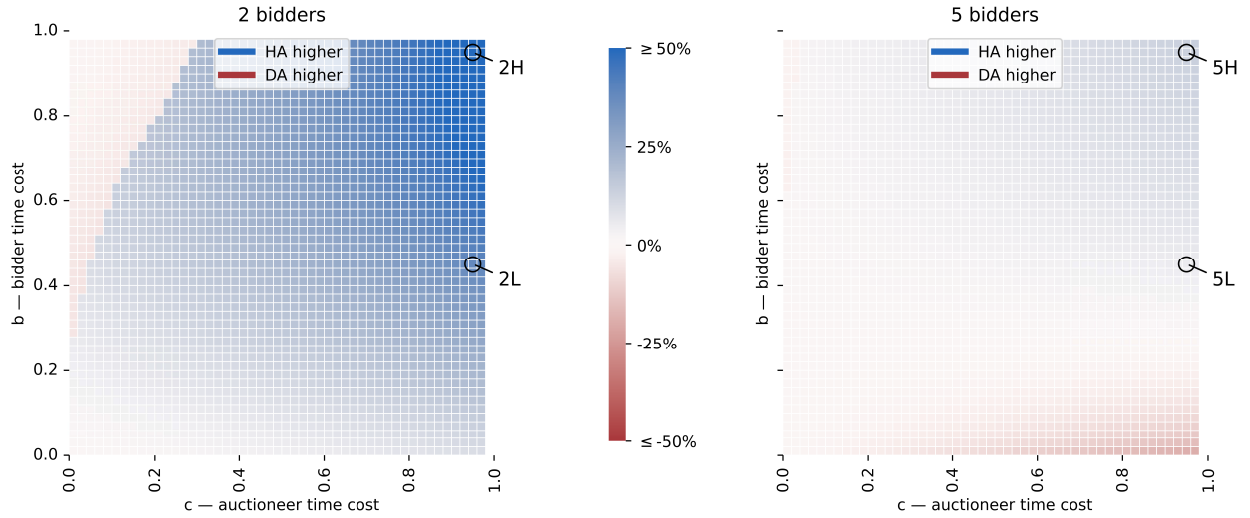 2 bidders
1.0
0.8
0.6
0.4
0.2
0.0
b — bidder time cost
HA higher
DA higher
2H
2L
0.0
0.2
0.4
0.6
0.8
1.0
c — auctioneer time cost
≥ 50%
25%
0%
-25%
≤ -50%
5 bidders
b — bidder time cost
HA higher
DA higher
5H
5L
0.0
0.2
0.4
0.6
0.8
1.0
c — auctioneer time cost